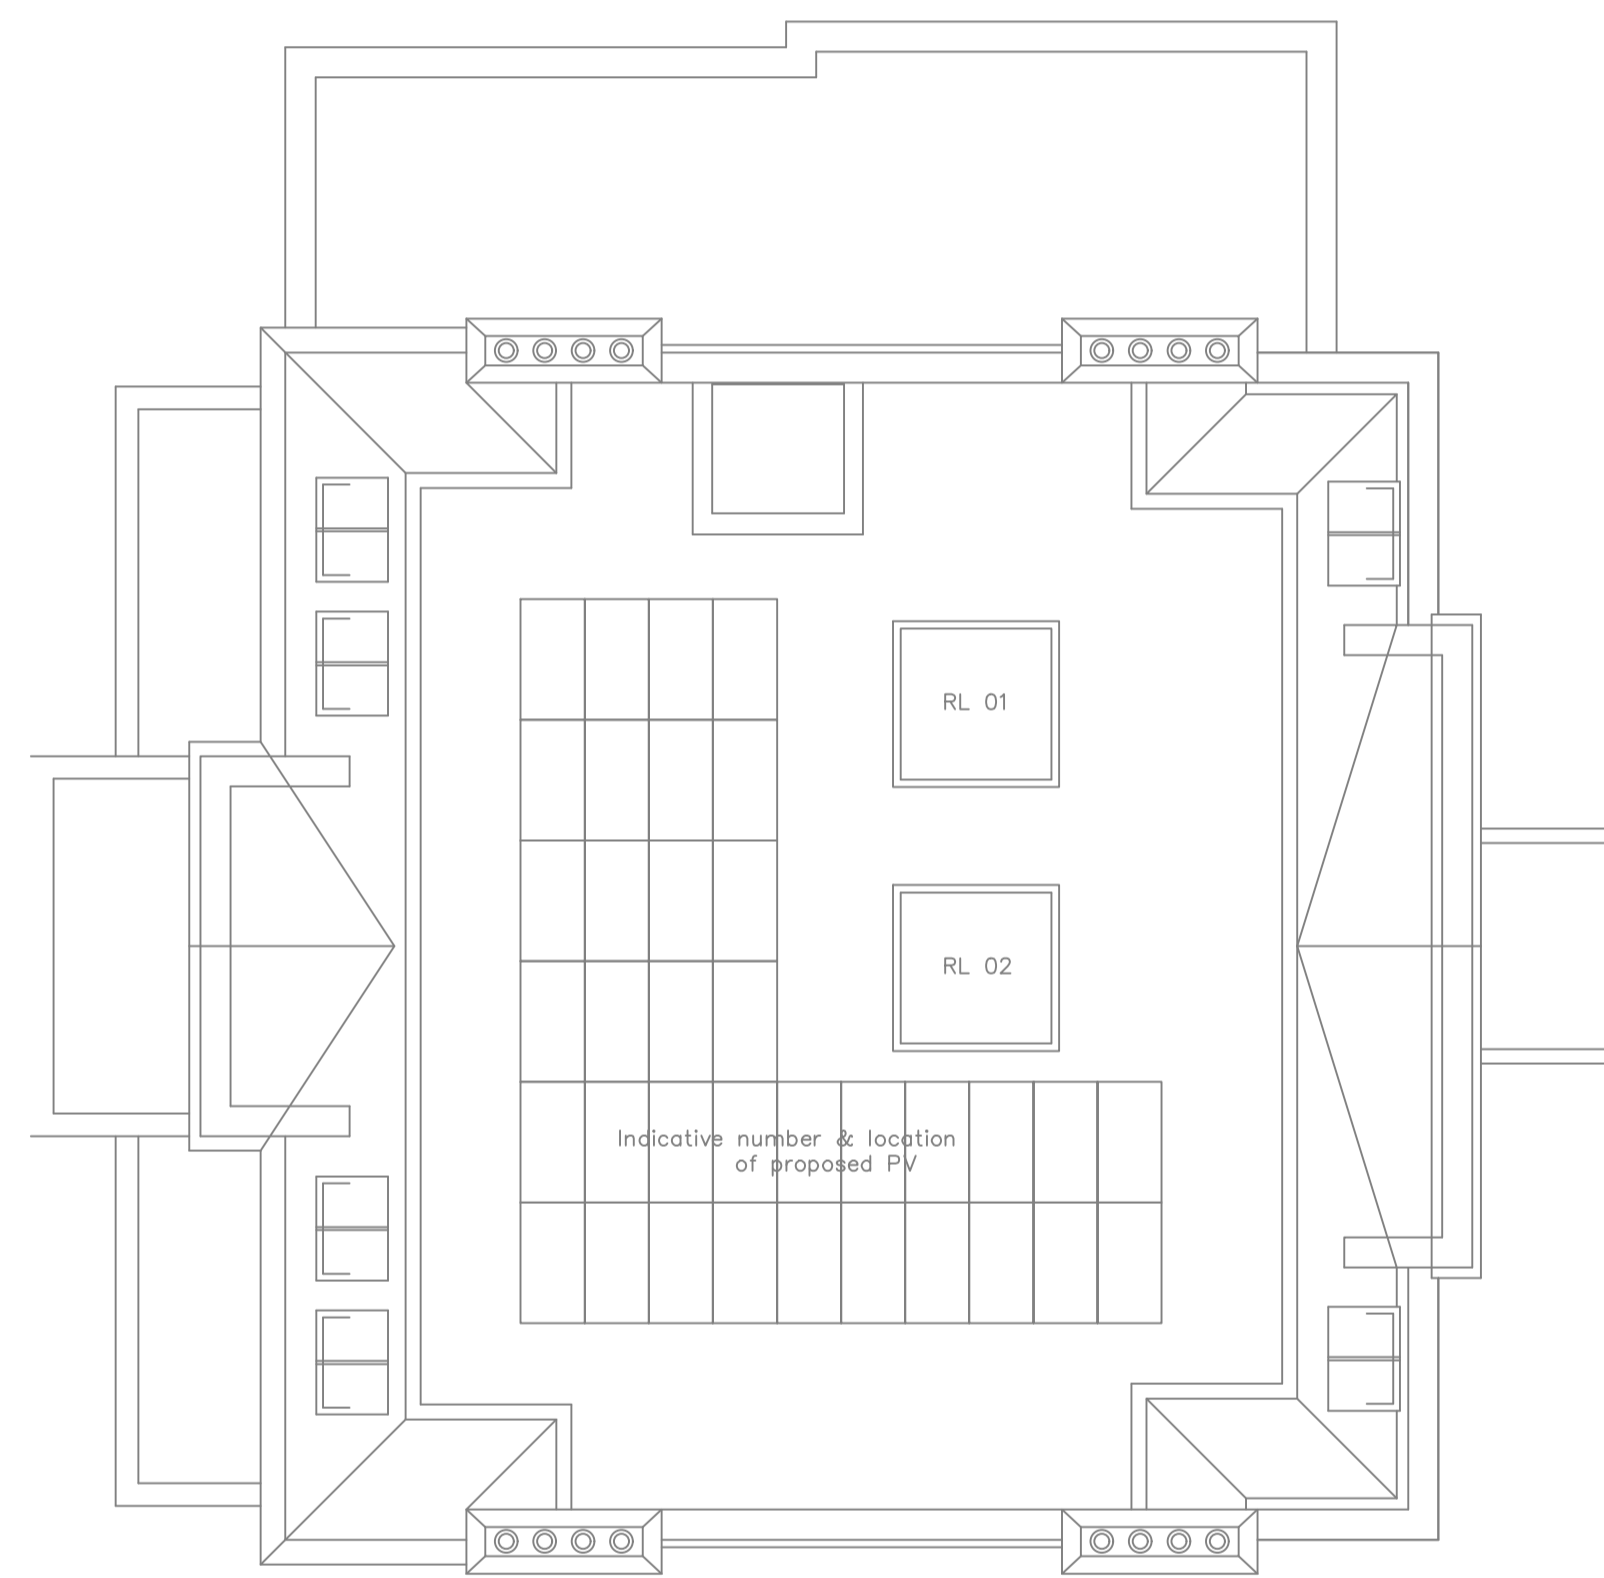 RL 01
RL 02
Indicative number & location
of proposed PV